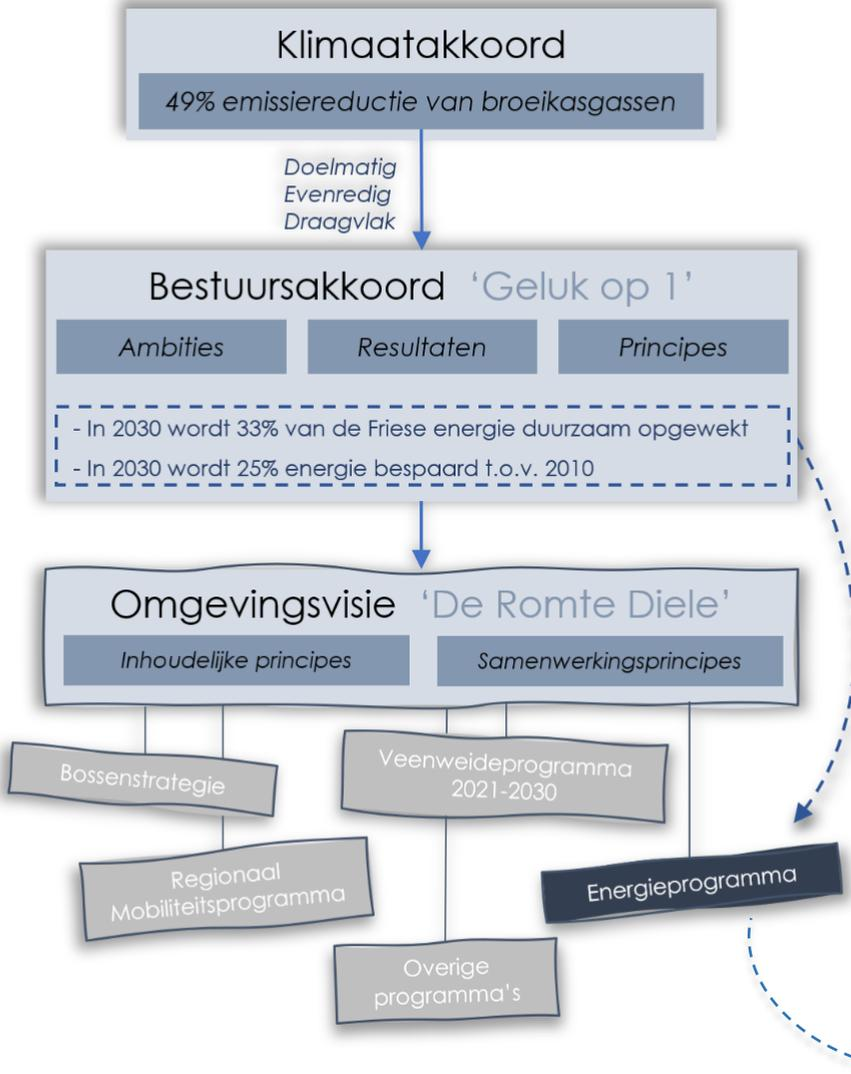 Klimaatakkoord
49% emissiereductie van broeikasgassen
Doelmatig
Evenredig
Draagvlak
Bestuursakkoord 'Geluk op 1'
Ambities Resultaten Principes
- In 2030 wordt 33% van de Friese energie duurzaam opgewekt
- In 2030 wordt 25% energie bespaard t.o.v. 2010
Omgevingsvisie 'De Romte Diele'
Inhoudelijke principes Samenwerkingsprincipes
Bossenstrategie
Veenweideprogramma
2021-2030
Regionaal
Mobiliteitsprogramma
Energieprogramma
Overige
programma's